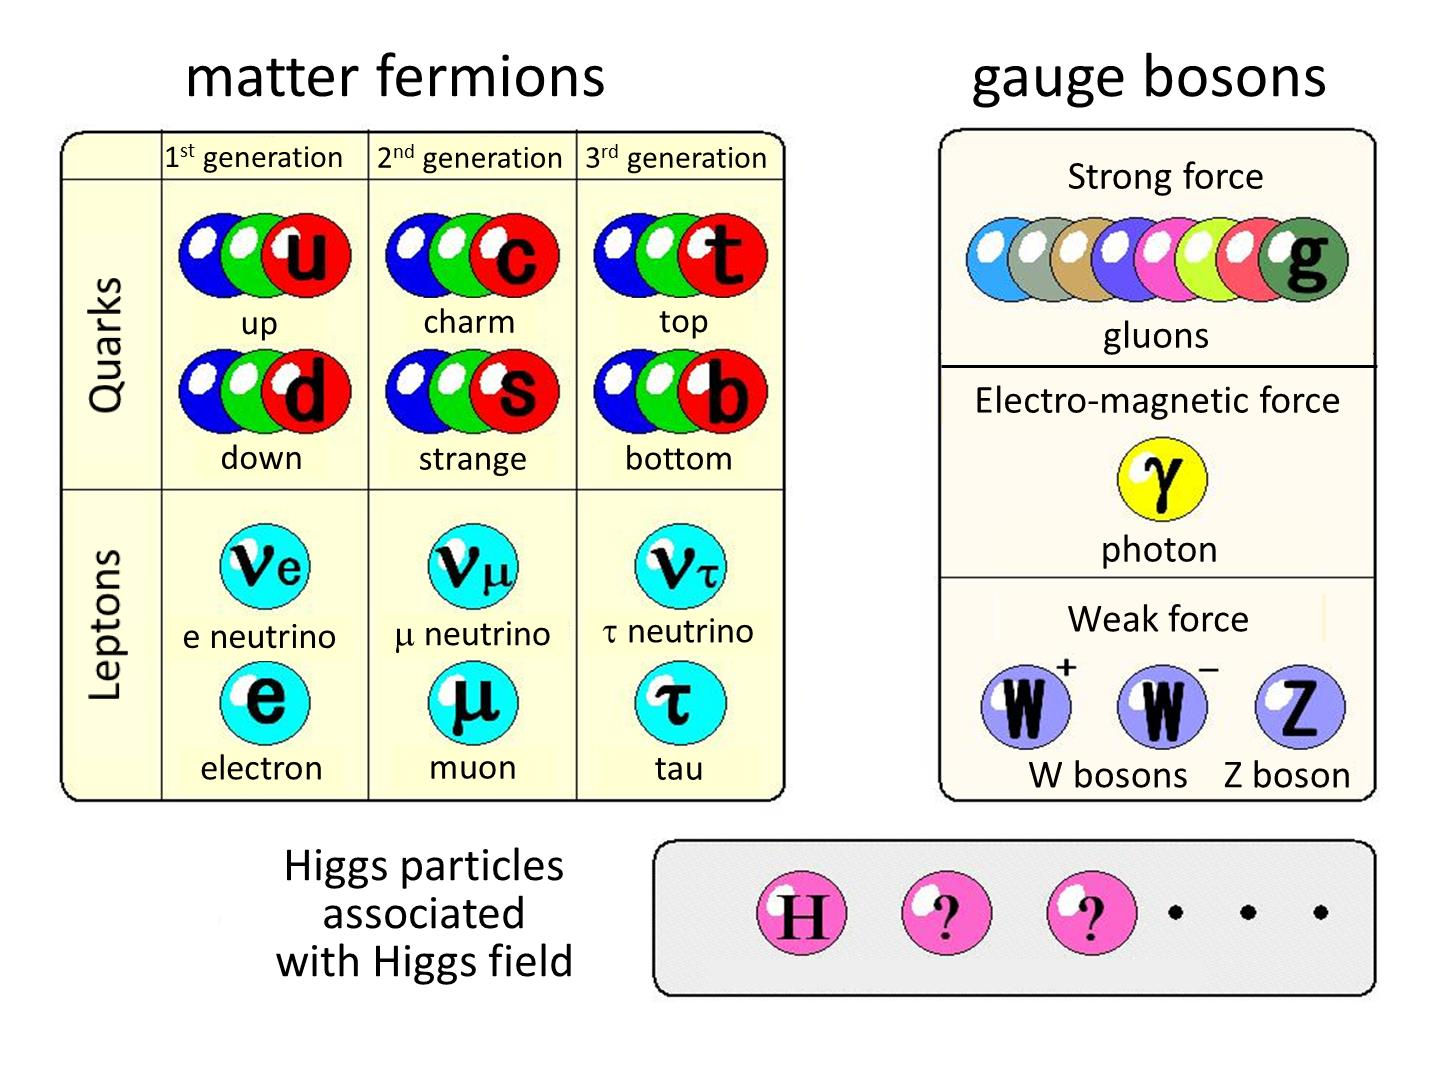 matter fermions
gauge bosons
1st generation 2nd generation 3rd generation
Quarks
u c t
up charm top
d s b
down strange bottom
Leptons
νe νμ ντ
e neutrino μ neutrino τ neutrino
e μ τ
electron muon tau
Strong force
g
gluons
Electro-magnetic force
γ
photon
Weak force
W+ W– Z
W bosons Z boson
Higgs particles
associated
with Higgs field
H ? ? • • •